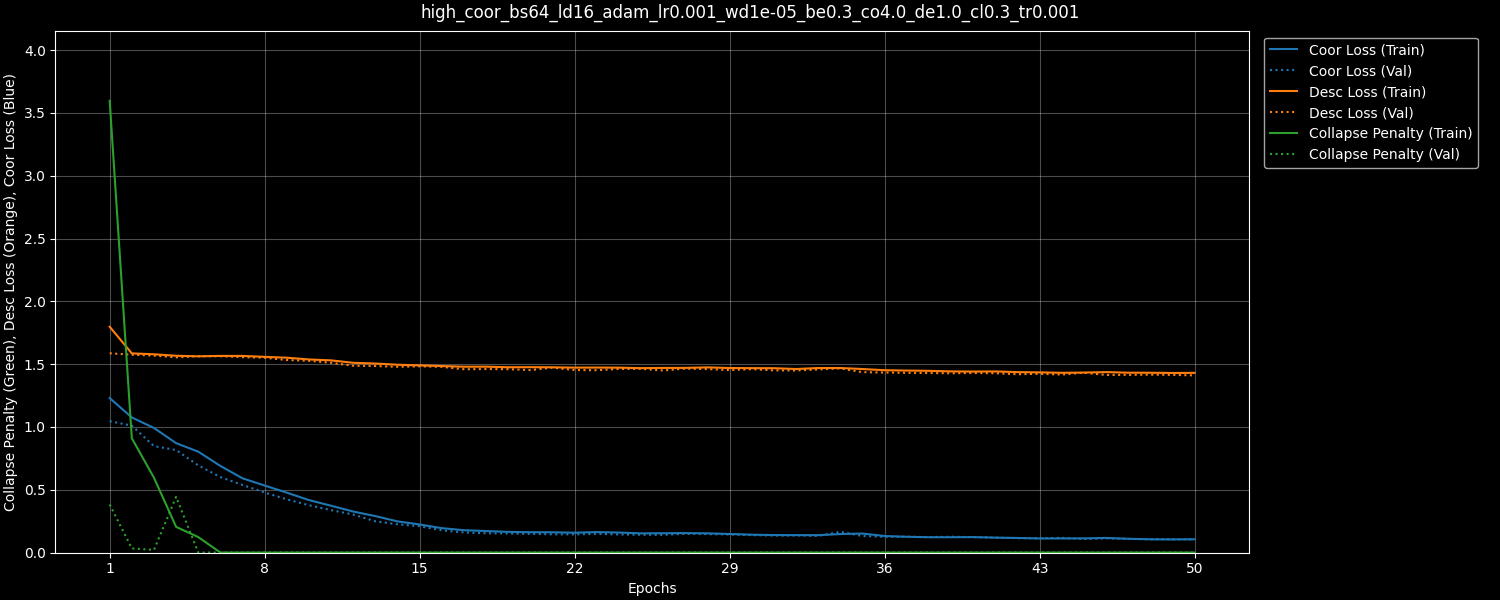 high_coor_bs64_ld16_adam_lr0.001_wd1e-05_be0.3_co4.0_de1.0_cl0.3_tr0.001
Collapse Penalty (Green), Desc Loss (Orange), Coor Loss (Blue)
4.0
3.5
3.0
2.5
2.0
1.5
1.0
0.5
0.0
1 8 15 22 29 36 43 50
Epochs
Coor Loss (Train)
Coor Loss (Val)
Desc Loss (Train)
Desc Loss (Val)
Collapse Penalty (Train)
Collapse Penalty (Val)